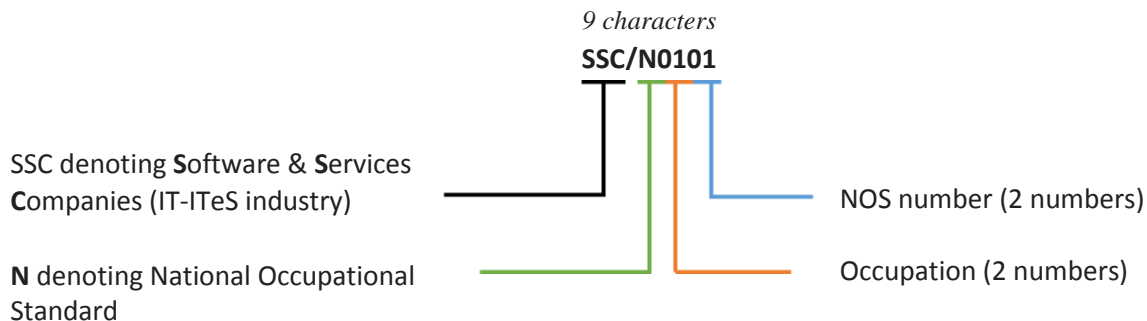 9 characters
SSC/N0101
SSC denoting Software & Services
Companies (IT-ITeS industry)
NOS number (2 numbers)
N denoting National Occupational
Standard
Occupation (2 numbers)